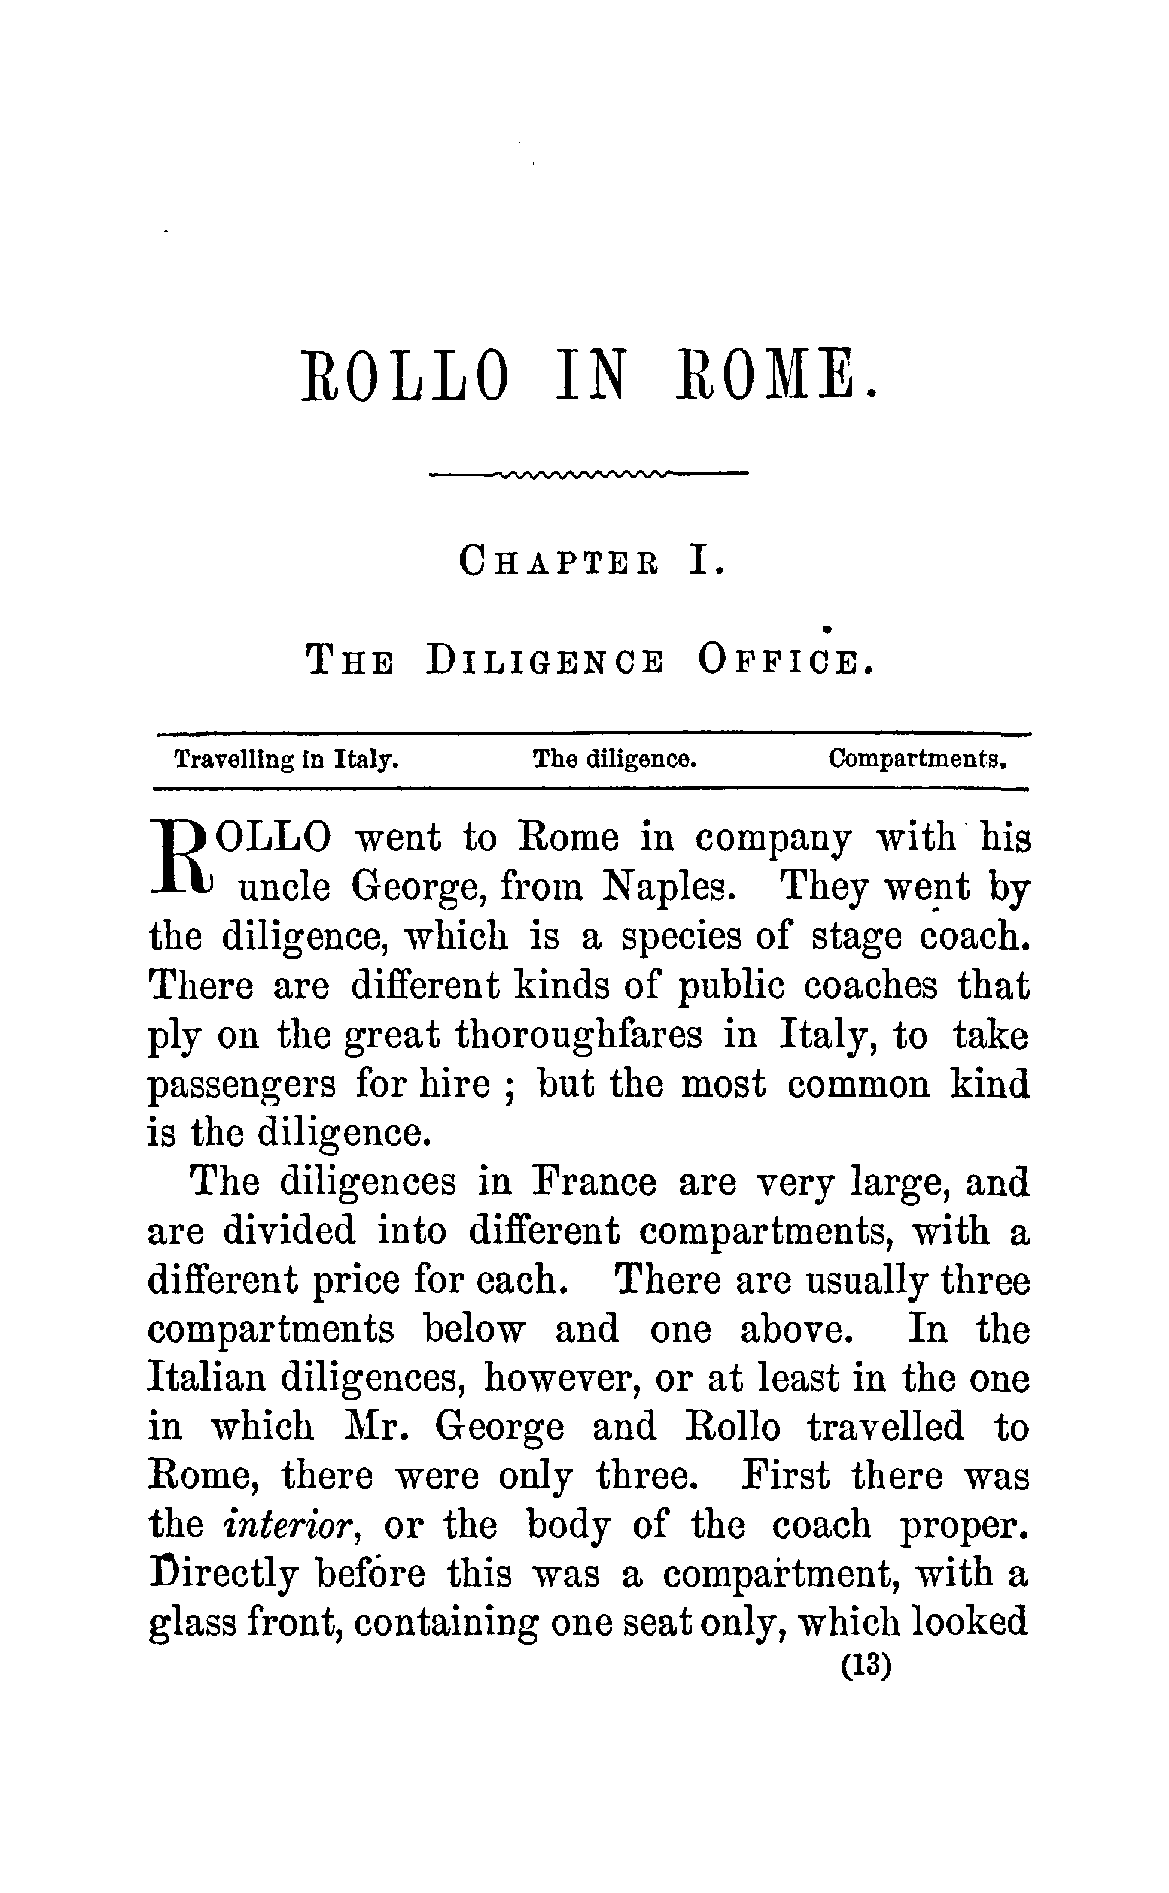 ROLLO IN ROME.
CHAPTER I.
THE DILIGENCE OFFICE.
Travelling in Italy. The diligence. Compartments.
ROLLO went to Rome in company with his
uncle George, from Naples. They went by
the diligence, which is a species of stage coach.
There are different kinds of public coaches that
ply on the great thoroughfares in Italy, to take
passengers for hire ; but the most common kind
is the diligence.
The diligences in France are very large, and
are divided into different compartments, with a
different price for each. There are usually three
compartments below and one above. In the
Italian diligences, however, or at least in the one
in which Mr. George and Rollo travelled to
Rome, there were only three. First there was
the interior, or the body of the coach proper.
Directly before this was a compartment, with a
glass front, containing one seat only, which looked
(13)